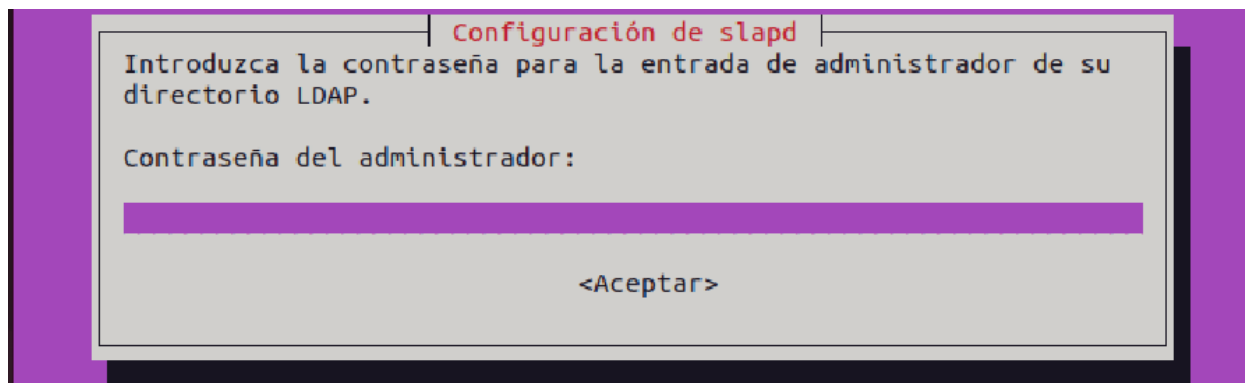 Configuración de slapd
Introduzca la contraseña para la entrada de administrador de su
directorio LDAP.
Contraseña del administrador:
<Aceptar>